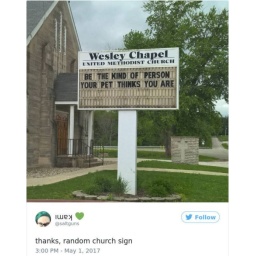 Wesley Chapel
UNITED METHODIST CHURCH
BE THE KIND OF PERSON
YOUR PET THINKS YOU ARE
Follow
thanks, random church sign
3:00 PM - May 1, 2017